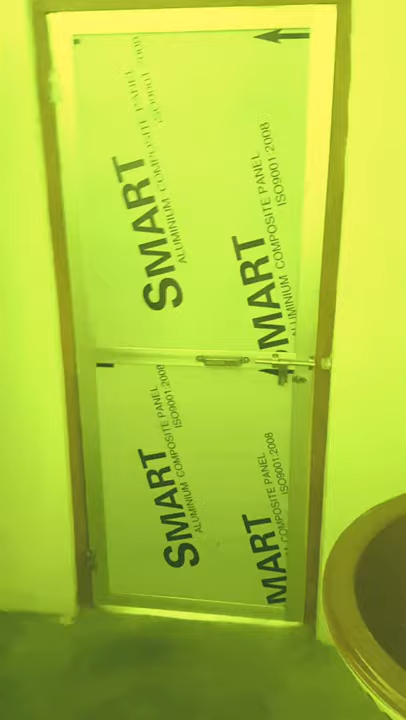 SMART
ALUMINIUM COMPOSITE PANEL
ISO9001:2008
MART
ALUMINIUM COMPOSITE PANEL
ISO9001:2008
SMART
ALUMINIUM COMPOSITE PANEL
ISO9001:2008
MART
COMPOSITE PANEL
ISO9001:2008